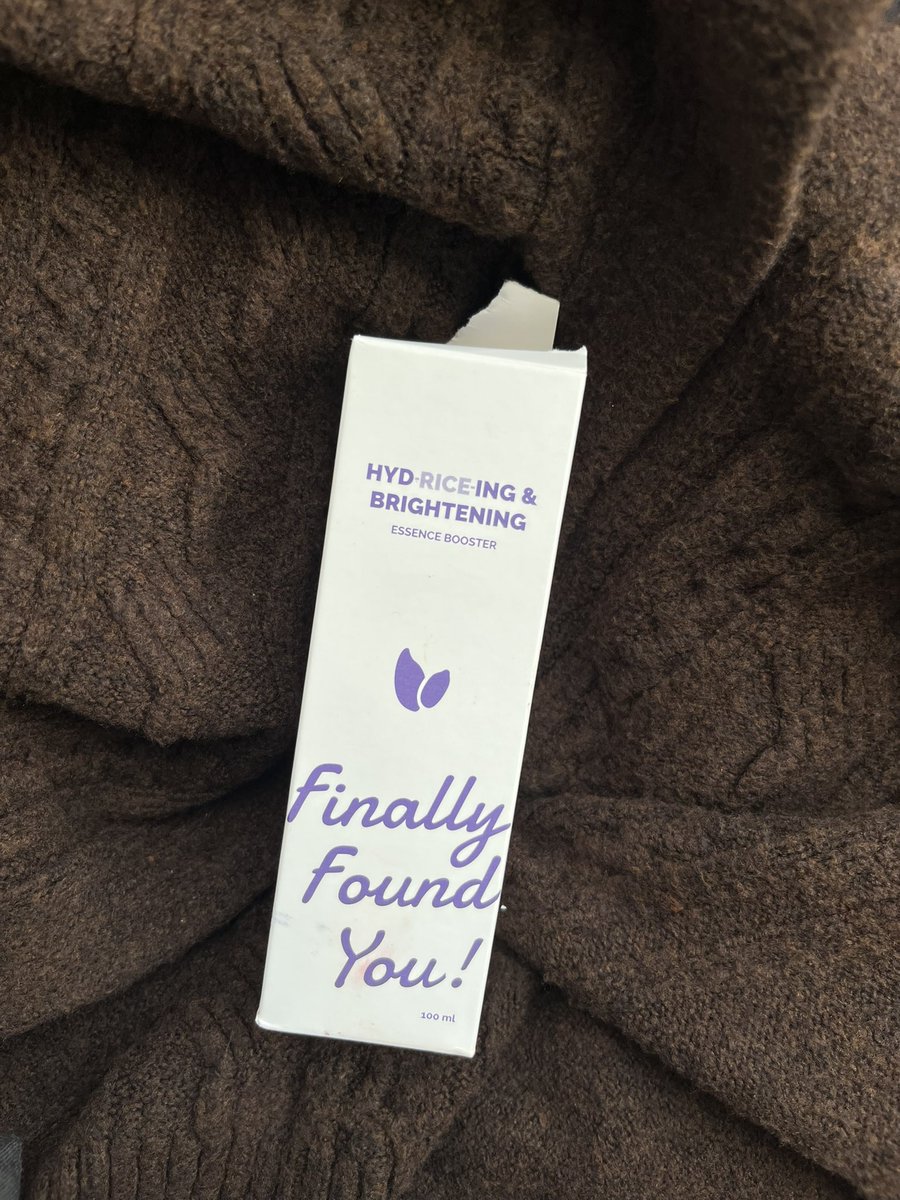 HYD-RICE-ING &
BRIGHTENING
ESSENCE BOOSTER
Finally
Found
You!
100 ml